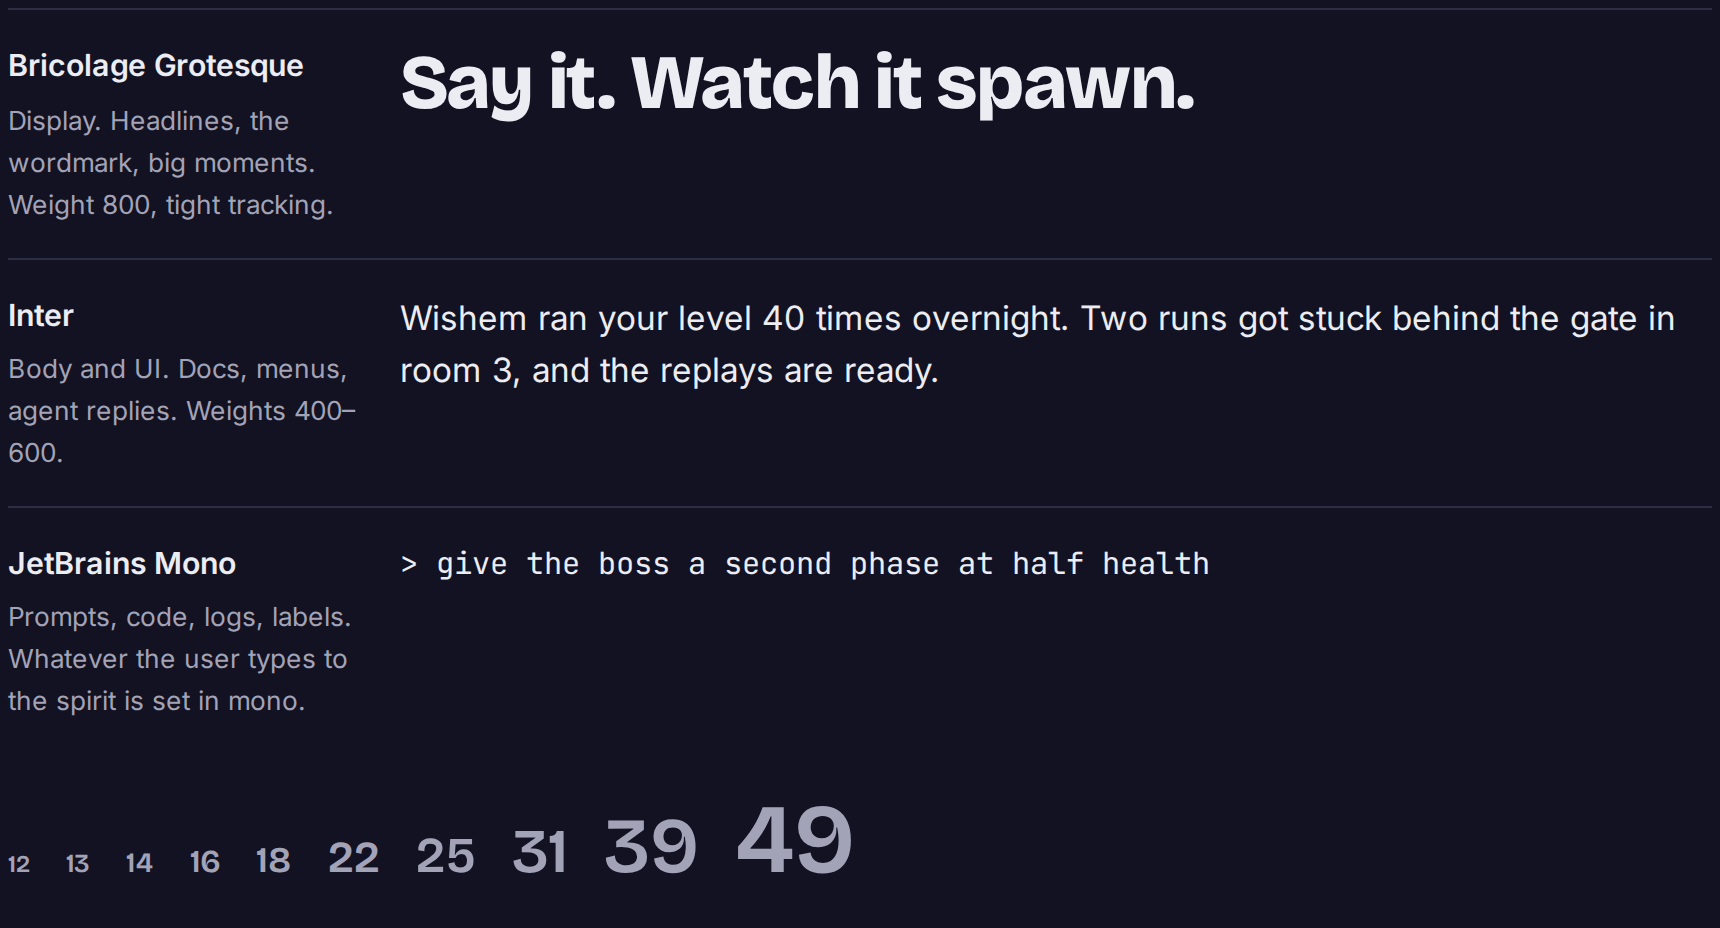 Bricolage Grotesque
Display. Headlines, the
wordmark, big moments.
Weight 800, tight tracking.
Say it. Watch it spawn.
Inter
Body and UI. Docs, menus,
agent replies. Weights 400–
600.
Wishem ran your level 40 times overnight. Two runs got stuck behind the gate in
room 3, and the replays are ready.
JetBrains Mono
Prompts, code, logs, labels.
Whatever the user types to
the spirit is set in mono.
> give the boss a second phase at half health
12 13 14 16 18 22 25 31 39 49